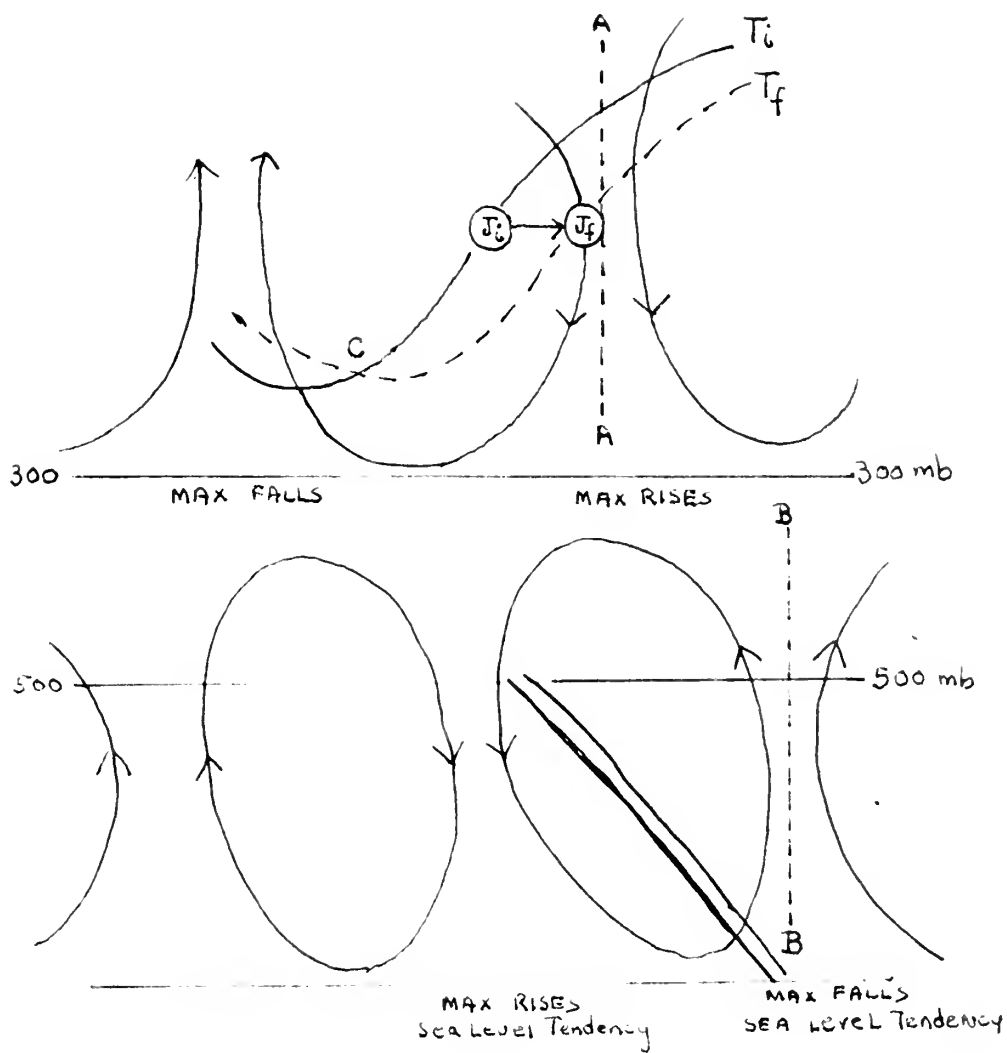 A
Ti
Tf
Ji
Jf
C
A
300
300 mb
MAX FALLS
MAX RISES
B
500
500 mb
B
MAX RISES
Sea Level Tendency
MAX FALLS
SEA LEVEL TENDENCY